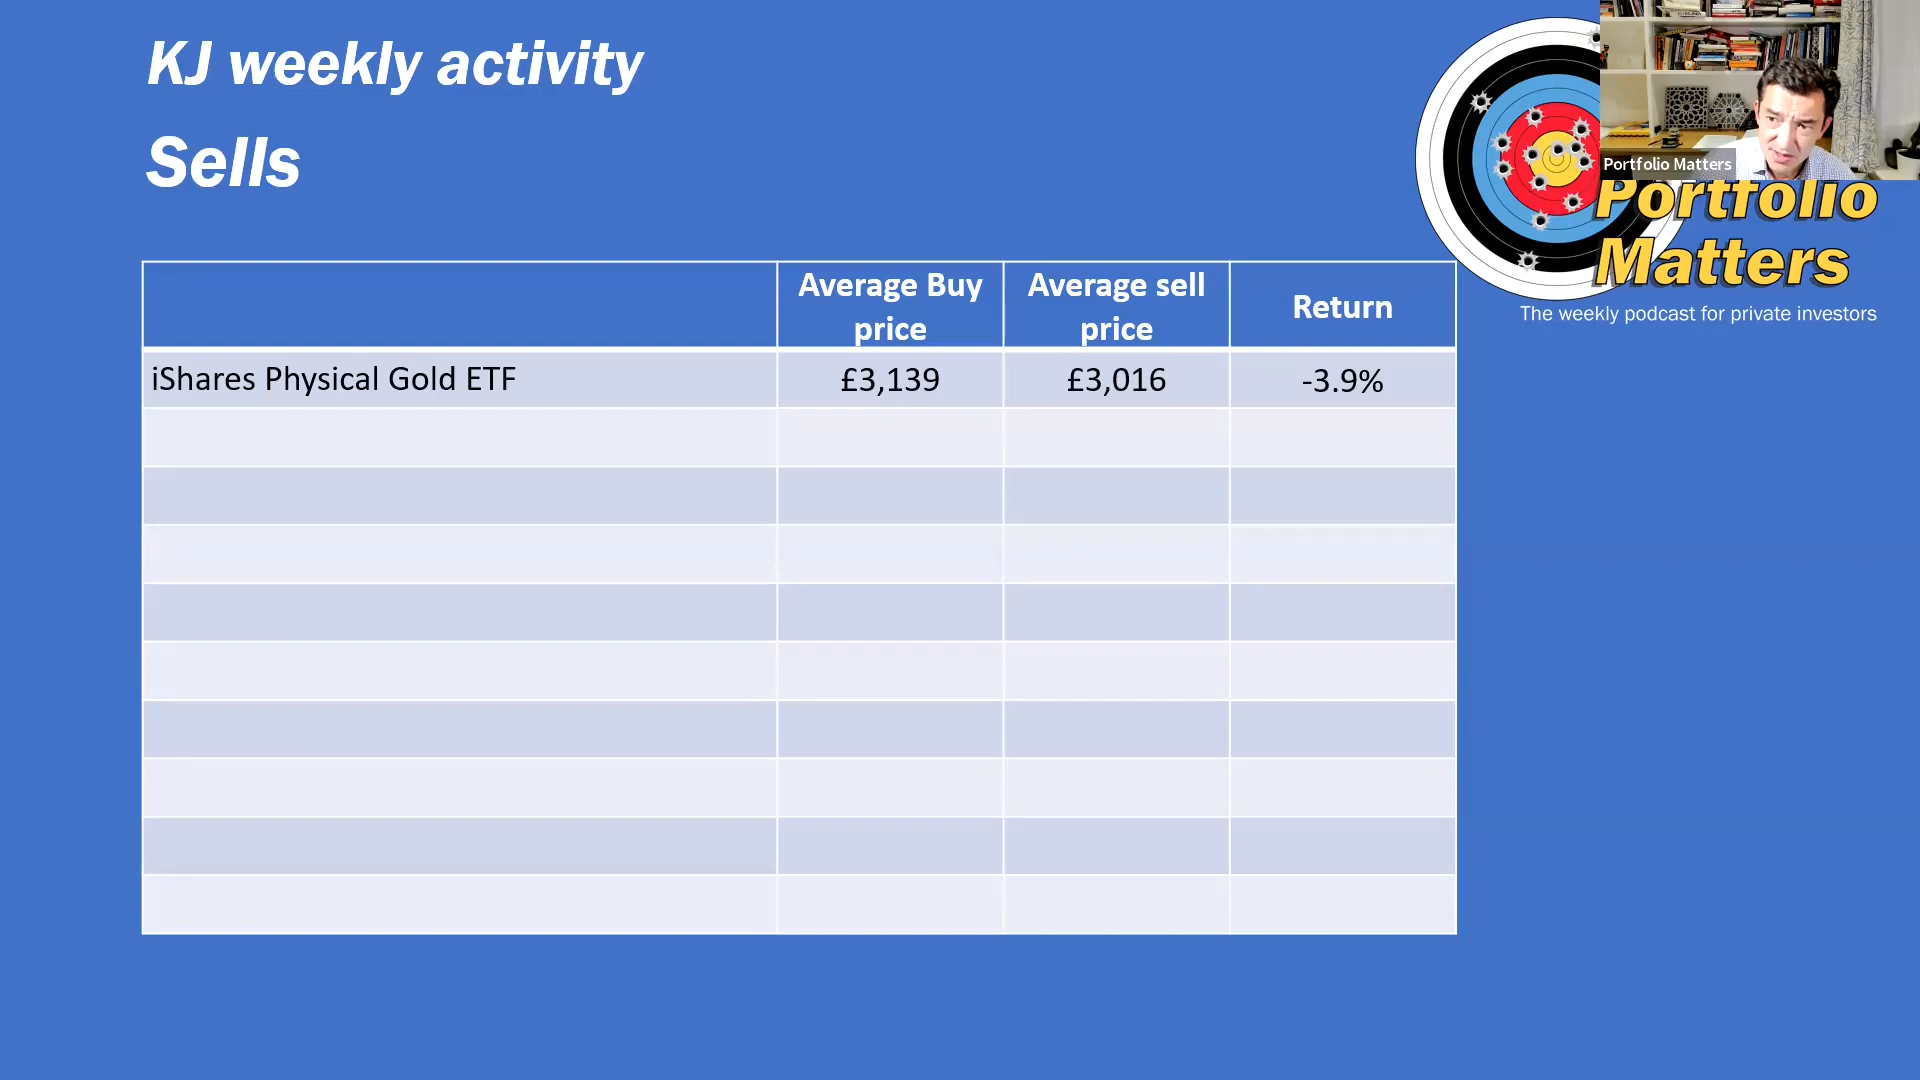 KJ weekly activity
Sells
Portfolio Matters
Portfolio
Matters
The weekly podcast for private investors
Average Buy price
Average sell price
Return
iShares Physical Gold ETF
£3,139
£3,016
-3.9%